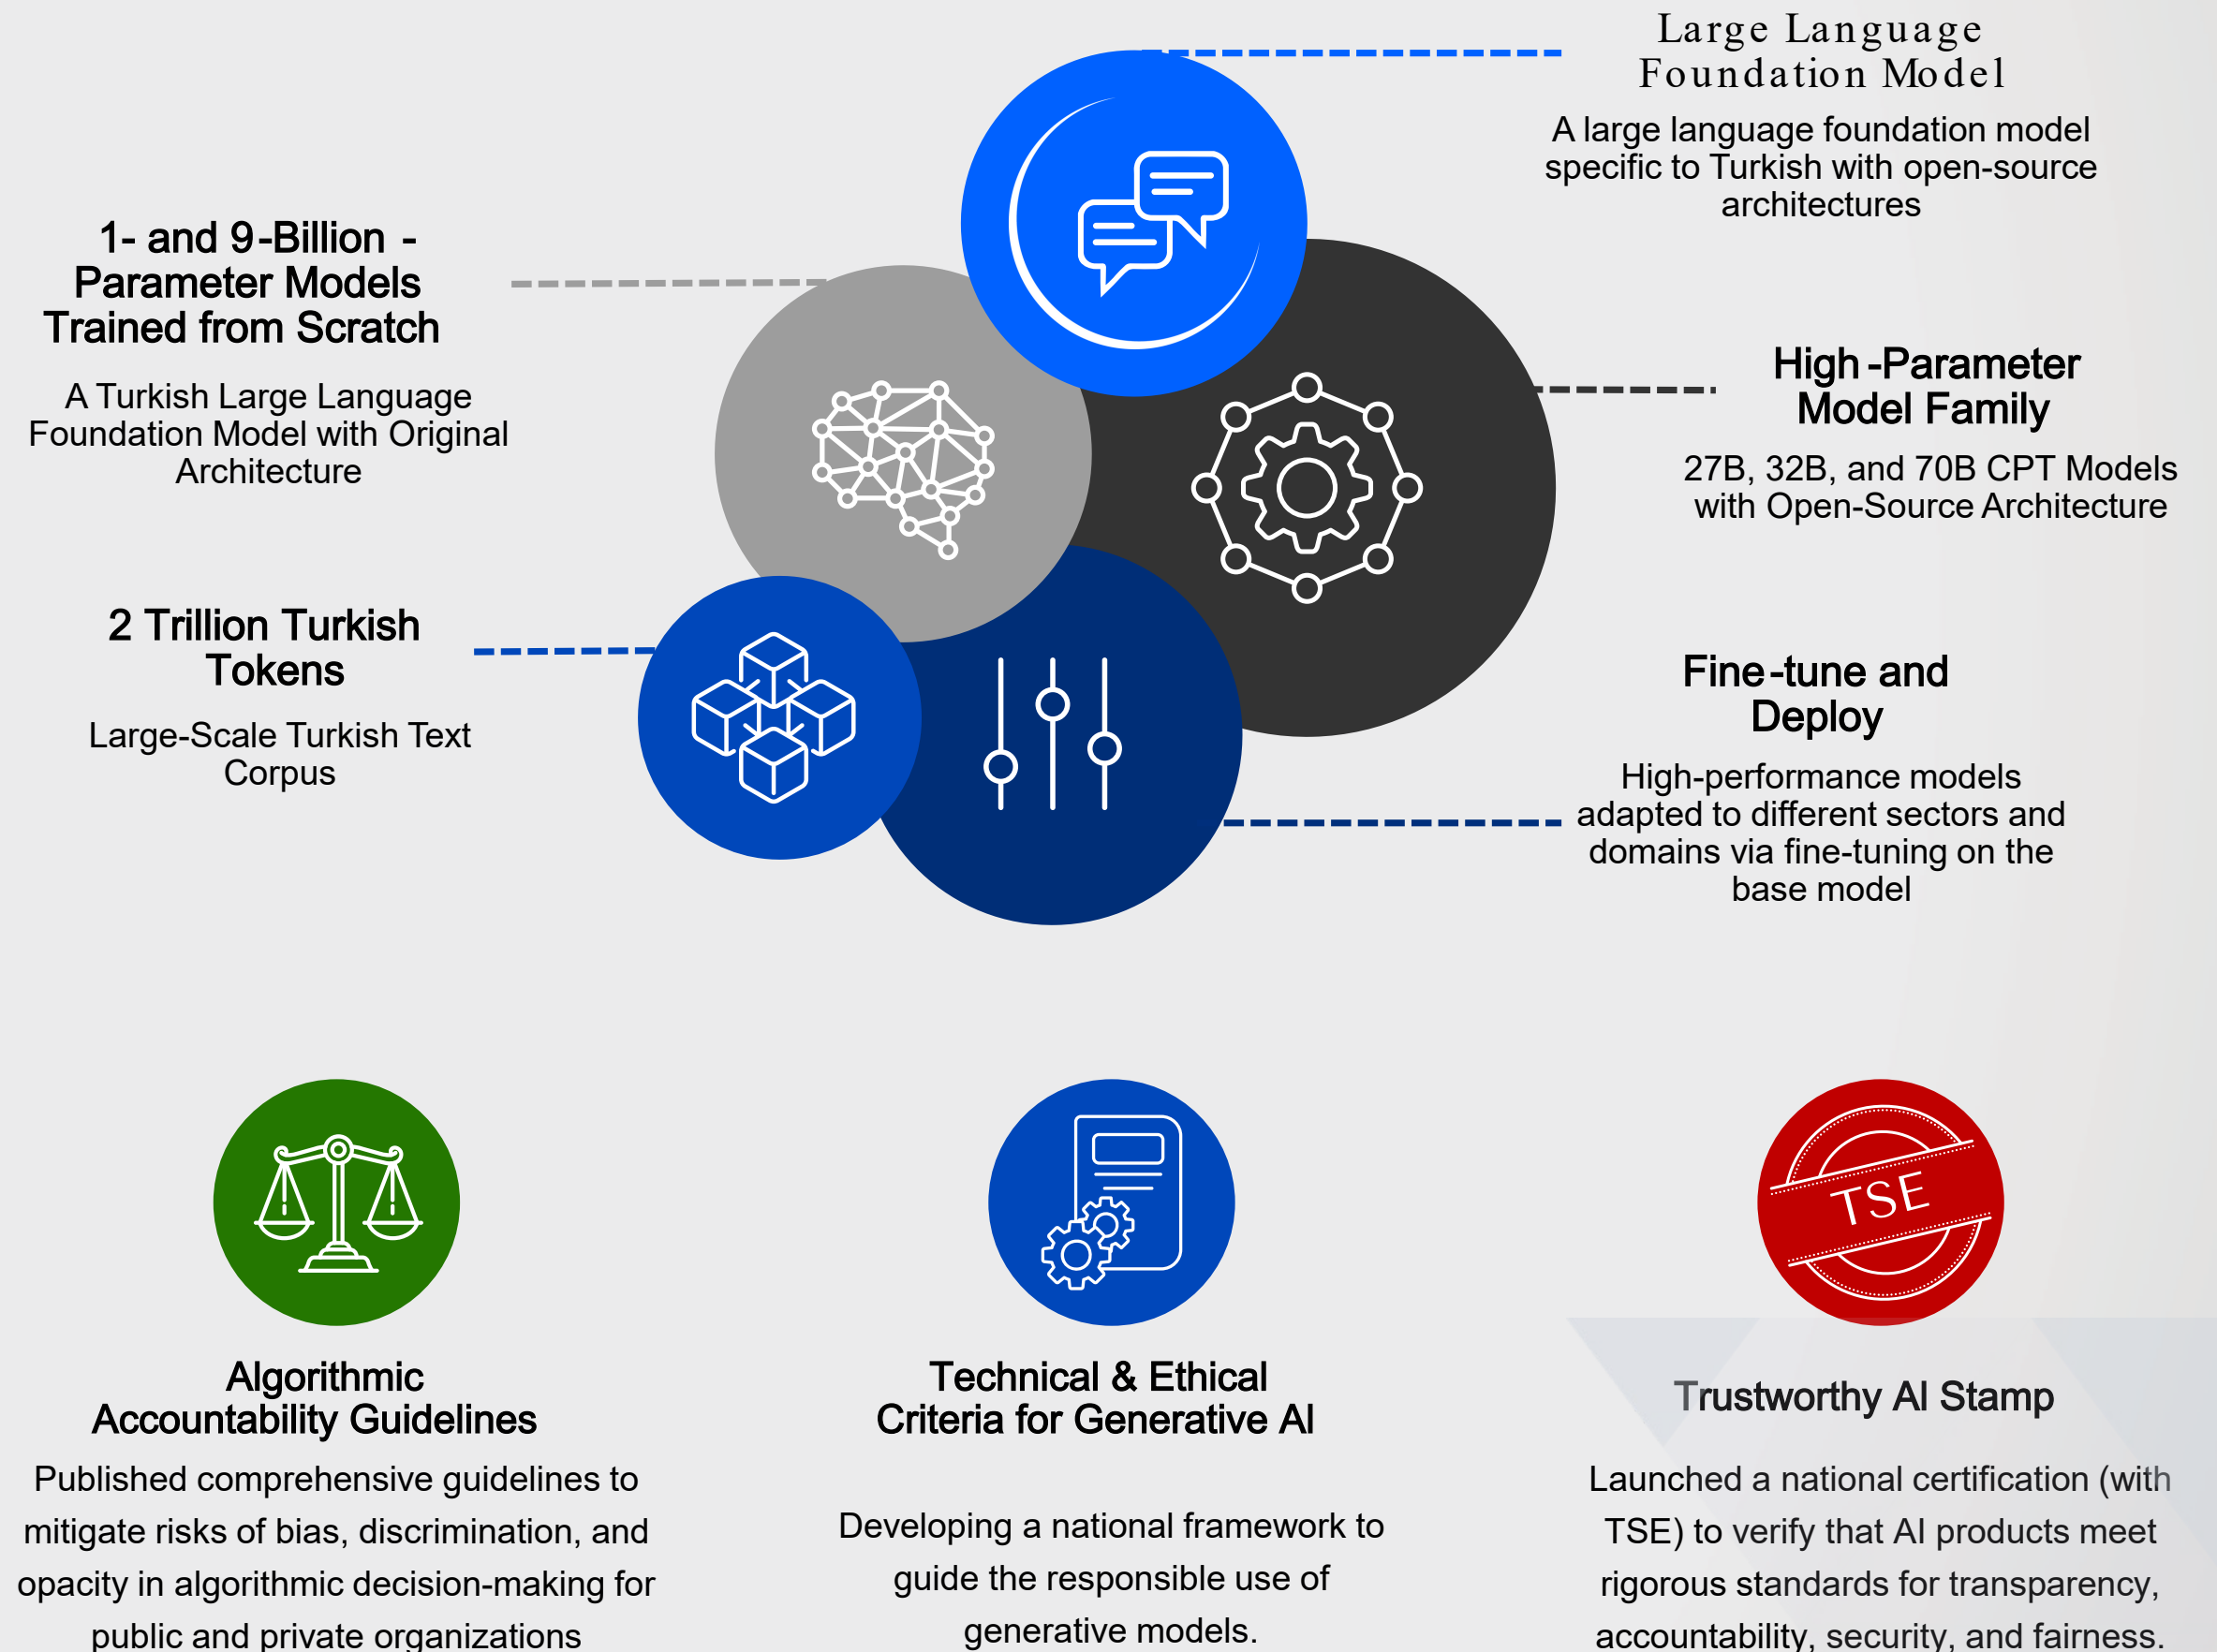 Large Language
Foundation Model
A large language foundation model
specific to Turkish with open-source
architectures
1- and 9-Billion -
Parameter Models
Trained from Scratch
A Turkish Large Language
Foundation Model with Original
Architecture
High -Parameter
Model Family
27B, 32B, and 70B CPT Models
with Open-Source Architecture
2 Trillion Turkish
Tokens
Large-Scale Turkish Text
Corpus
Fine-tune and
Deploy
High-performance models
adapted to different sectors and
domains via fine-tuning on the
base model
TSE
Algorithmic
Accountability Guidelines
Published comprehensive guidelines to
mitigate risks of bias, discrimination, and
opacity in algorithmic decision-making for
public and private organizations
Technical & Ethical
Criteria for Generative AI
Developing a national framework to
guide the responsible use of
generative models.
Trustworthy AI Stamp
Launched a national certification (with
TSE) to verify that AI products meet
rigorous standards for transparency,
accountability, security, and fairness.